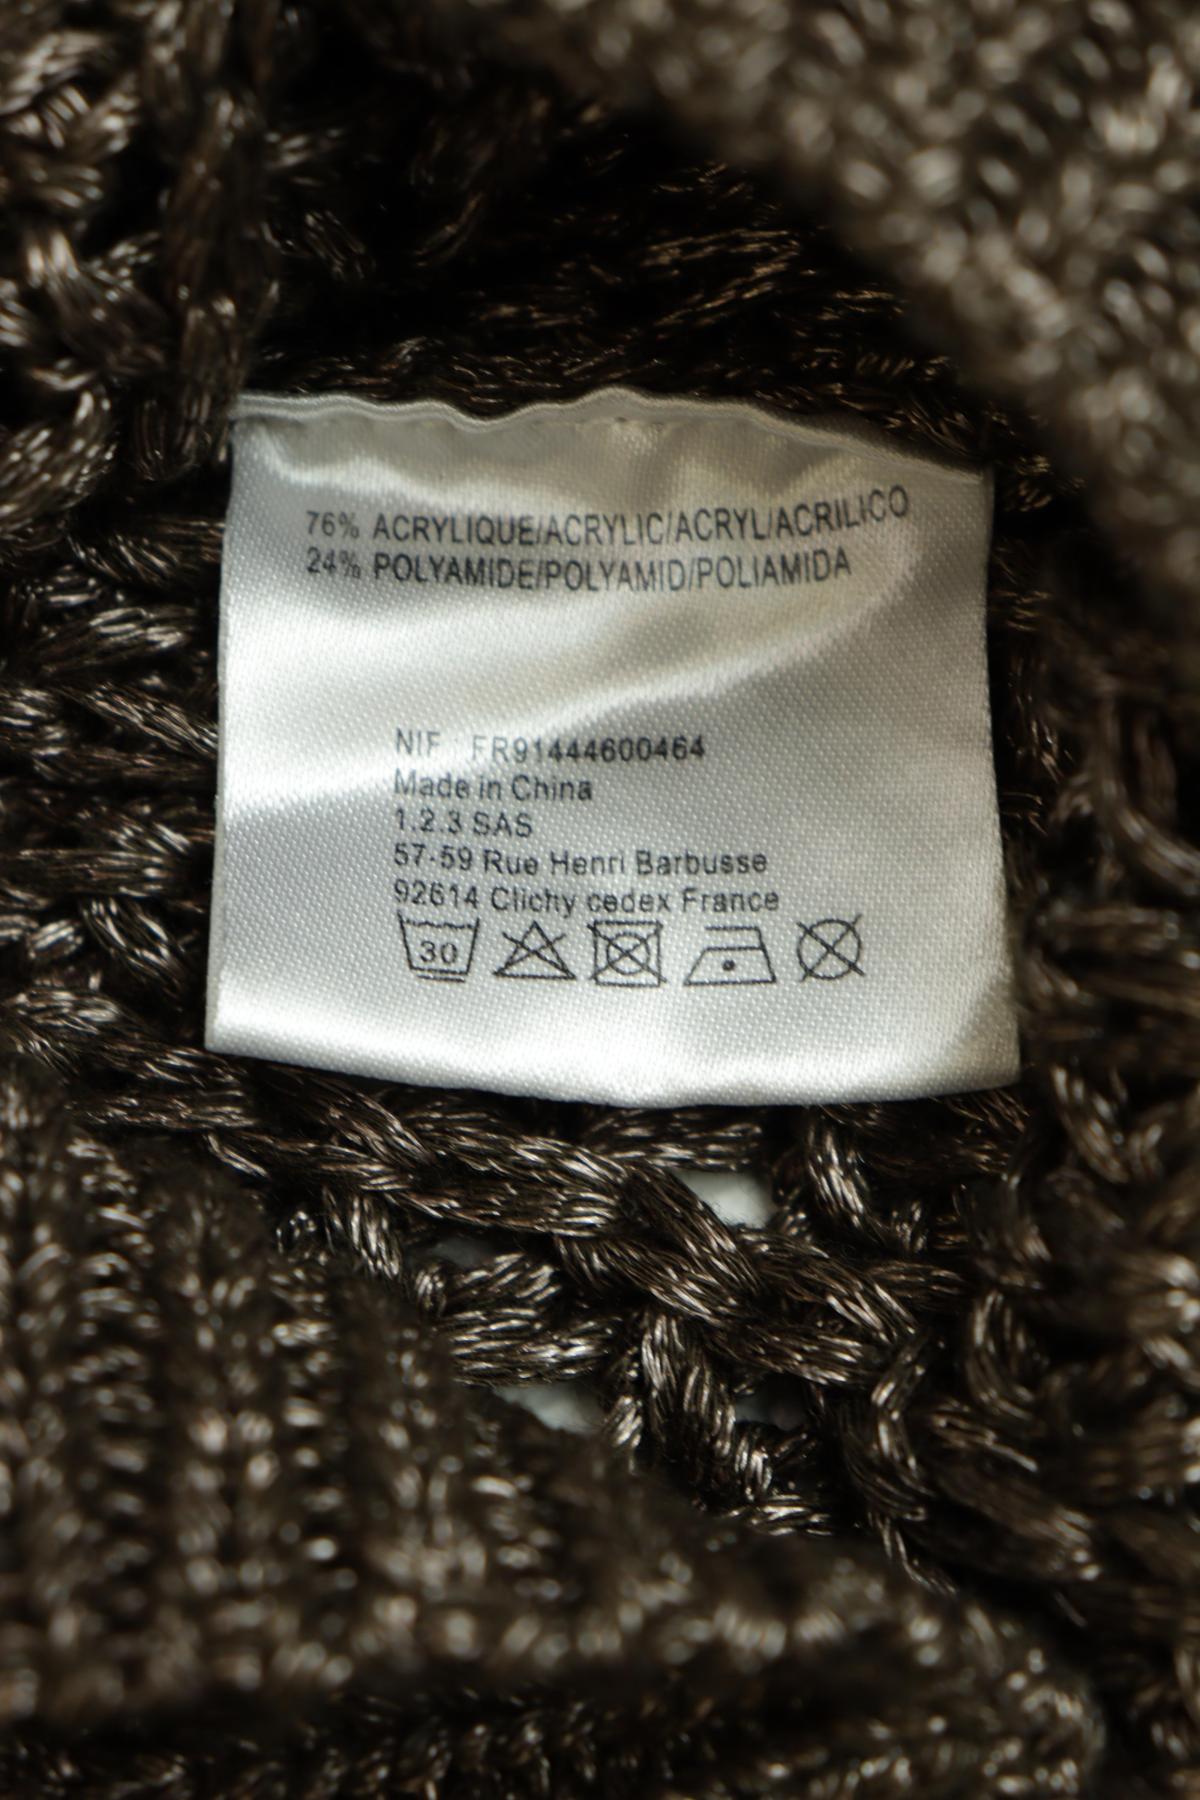 76% ACRYLIQUE/ACRYLIC/ACRYL/ACRILICO
24% POLYAMIDE/POLYAMID/POLIAMIDA
NIF FR91444600464
Made in China
1.2.3 SAS
57-59 Rue Henri Barbusse
92614 Clichy cedex France
30